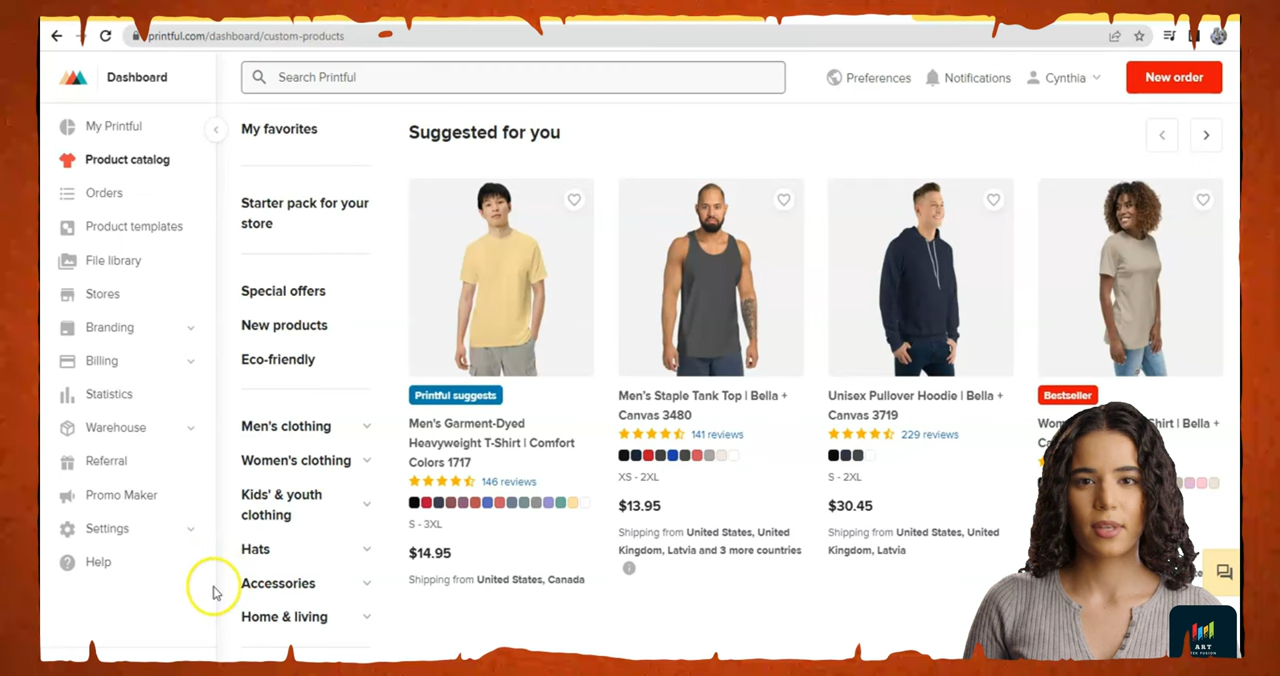 printful.com/dashboard/custom-products
Dashboard
Search Printful
Preferences
Notifications
Cynthia
New order
My Printful
Product catalog
Orders
Product templates
File library
Stores
Branding
Billing
Statistics
Warehouse
Referral
Promo Maker
Settings
Help
My favorites
Starter pack for your
store
Special offers
New products
Eco-friendly
Men's clothing
Women's clothing
Kids' & youth
clothing
Hats
Accessories
Home & living
Suggested for you
Printful suggests
Men's Garment-Dyed
Heavyweight T-Shirt | Comfort
Colors 1717
146 reviews
S - 3XL
$14.95
Shipping from United States, Canada
Men's Staple Tank Top | Bella +
Canvas 3480
141 reviews
XS - 2XL
$13.95
Shipping from United States, United
Kingdom, Latvia and 3 more countries
Unisex Pullover Hoodie | Bella +
Canvas 3719
229 reviews
S - 2XL
$30.45
Shipping from United States, United
Kingdom, Latvia
Bestseller
Shirt | Bella +
ART